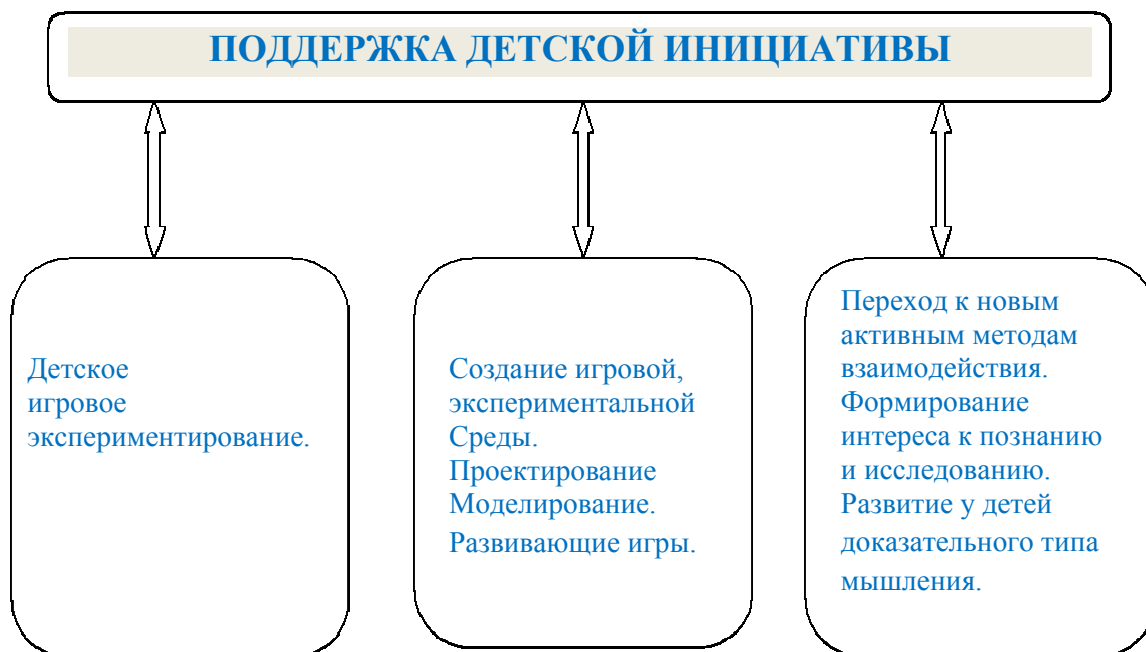 ПОДДЕРЖКА ДЕТСКОЙ ИНИЦИАТИВЫ
Детское
игровое
экспериментирование.
Создание игровой,
экспериментальной
Среды.
Проектирование
Моделирование.
Развивающие игры.
Переход к новым
активным методам
взаимодействия.
Формирование
интереса к познанию
и исследованию.
Развитие у детей
доказательного типа
мышления.